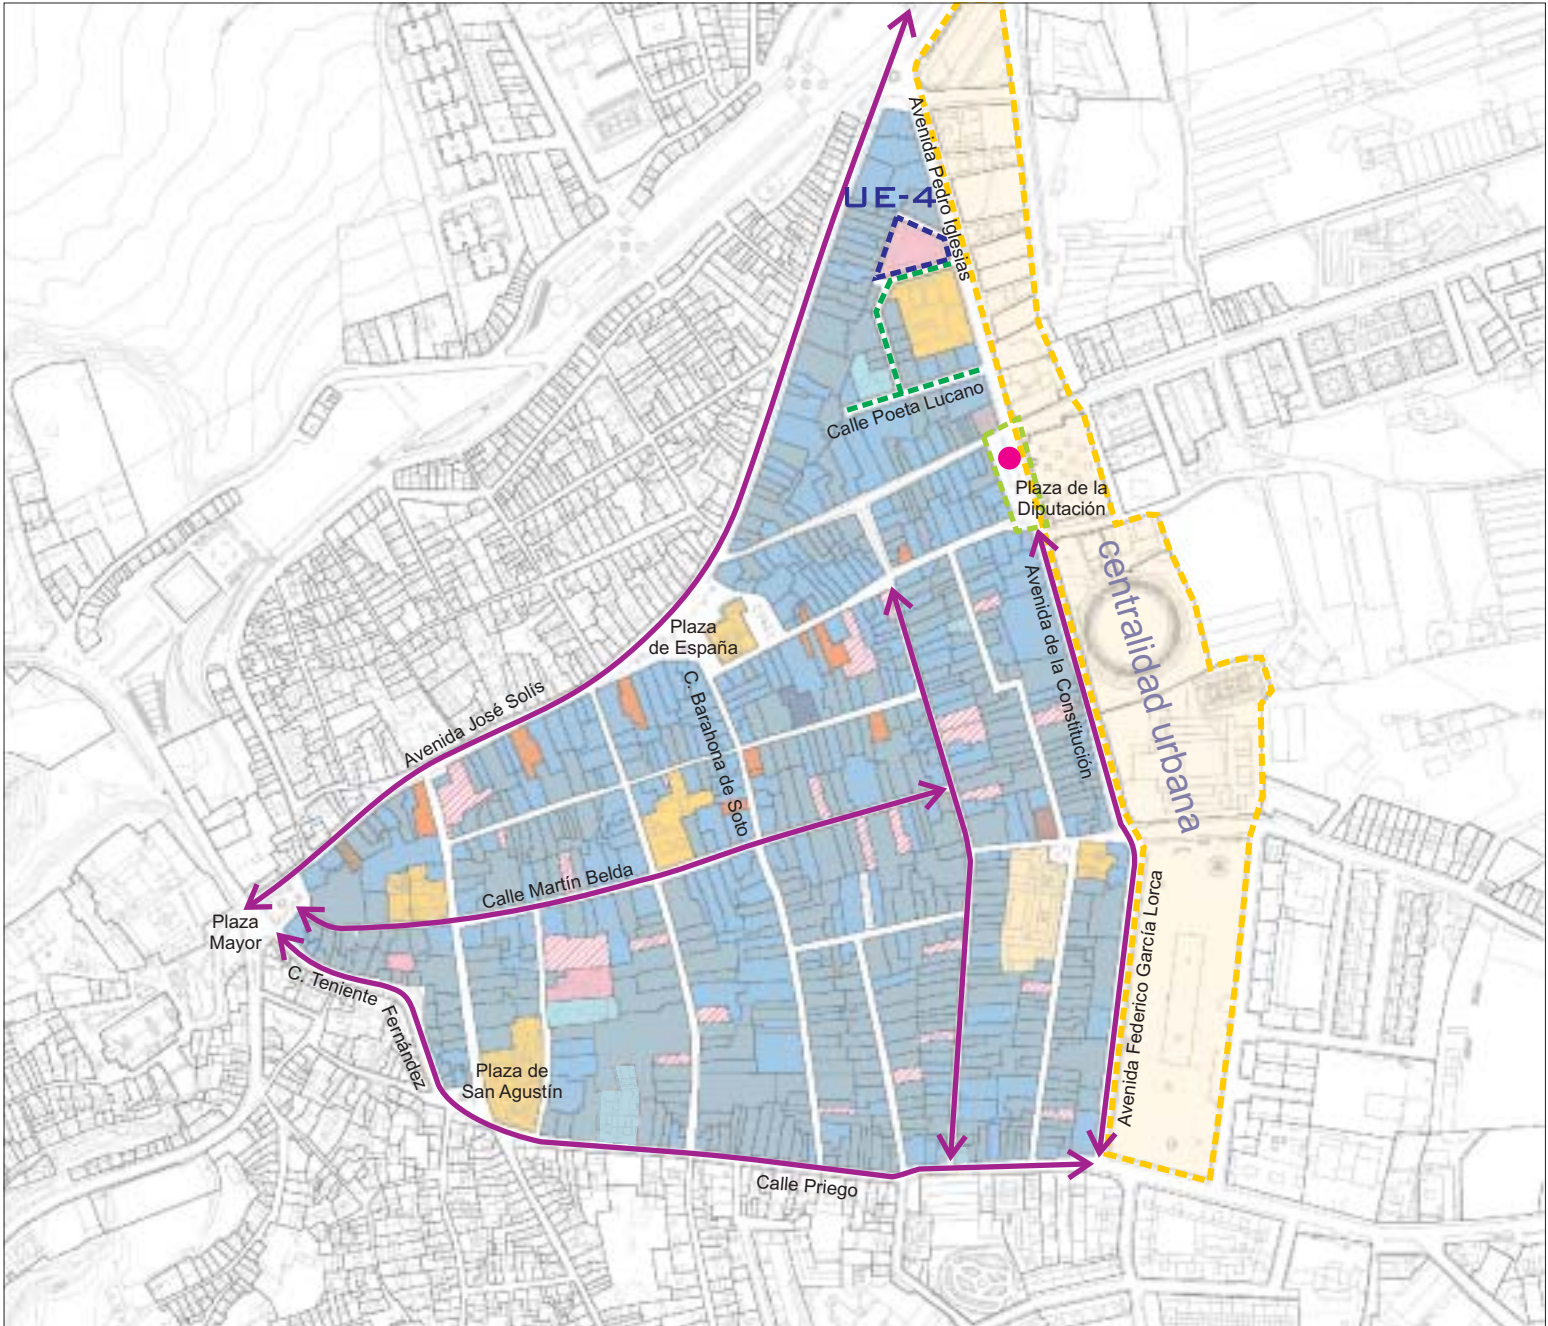 Avenida Pedro Iglesias
UE-4
Calle Poeta Lucano
Plaza de la
Diputación
centralidad urbana
Avenida de la Constitución
Plaza
de España
C. Barahona de Soto
Avenida José Solís
Calle Martín Belda
Plaza
Mayor
C. Teniente
Fernández
Avenida Federico García Lorca
Plaza de
San Agustín
Calle Priego